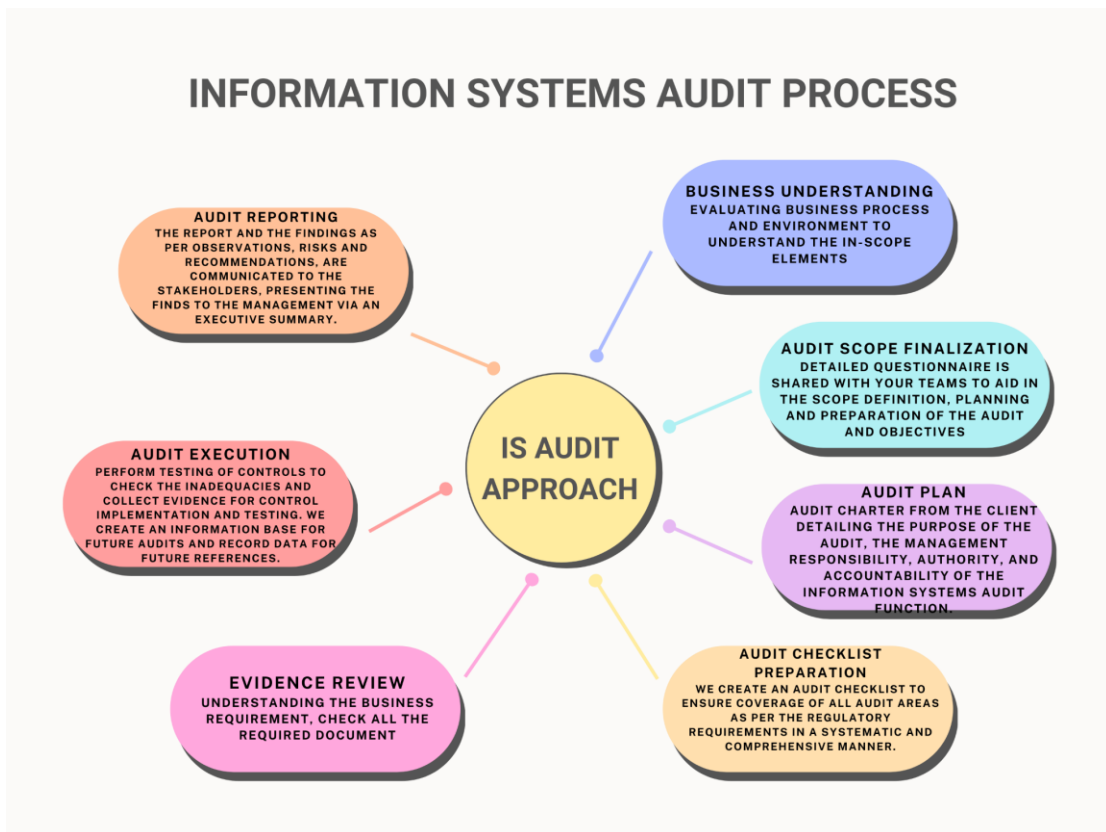 INFORMATION SYSTEMS AUDIT PROCESS
BUSINESS UNDERSTANDING
EVALUATING BUSINESS PROCESS
AND ENVIRONMENT TO
UNDERSTAND THE IN-SCOPE
ELEMENTS
AUDIT SCOPE FINALIZATION
DETAILED QUESTIONNAIRE IS
SHARED WITH YOUR TEAMS TO AID IN
THE SCOPE DEFINITION, PLANNING
AND PREPARATION OF THE AUDIT
AND OBJECTIVES
AUDIT PLAN
AUDIT CHARTER FROM THE CLIENT
DETAILING THE PURPOSE OF THE
AUDIT, THE MANAGEMENT
RESPONSIBILITY, AUTHORITY, AND
ACCOUNTABILITY OF THE
INFORMATION SYSTEMS AUDIT
FUNCTION.
AUDIT CHECKLIST
PREPARATION
WE CREATE AN AUDIT CHECKLIST TO
ENSURE COVERAGE OF ALL AUDIT AREAS
AS PER THE REGULATORY
REQUIREMENTS IN A SYSTEMATIC AND
COMPREHENSIVE MANNER.
EVIDENCE REVIEW
UNDERSTANDING THE BUSINESS
REQUIREMENT, CHECK ALL THE
REQUIRED DOCUMENT
AUDIT EXECUTION
PERFORM TESTING OF CONTROLS TO
CHECK THE INADEQUACIES AND
COLLECT EVIDENCE FOR CONTROL
IMPLEMENTATION AND TESTING. WE
CREATE AN INFORMATION BASE FOR
FUTURE AUDITS AND RECORD DATA FOR
FUTURE REFERENCES.
AUDIT REPORTING
THE REPORT AND THE FINDINGS AS
PER OBSERVATIONS, RISKS AND
RECOMMENDATIONS, ARE
COMMUNICATED TO THE
STAKEHOLDERS, PRESENTING THE
FINDS TO THE MANAGEMENT VIA AN
EXECUTIVE SUMMARY.
IS AUDIT
APPROACH